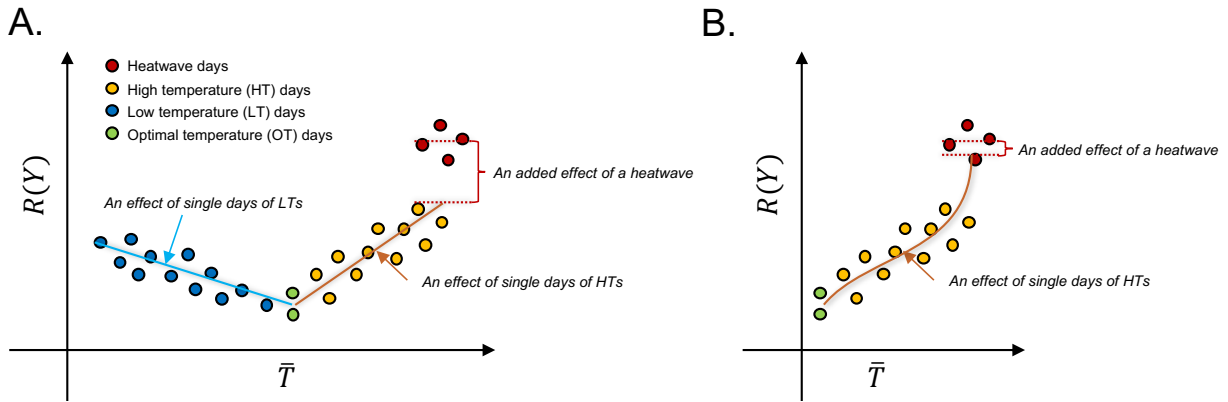 A.
Heatwave days
High temperature (HT) days
Low temperature (LT) days
Optimal temperature (OT) days
R(Y)
An added effect of a heatwave
An effect of single days of LTs
An effect of single days of HTs
T̅
B.
R(Y)
An added effect of a heatwave
An effect of single days of HTs
T̅